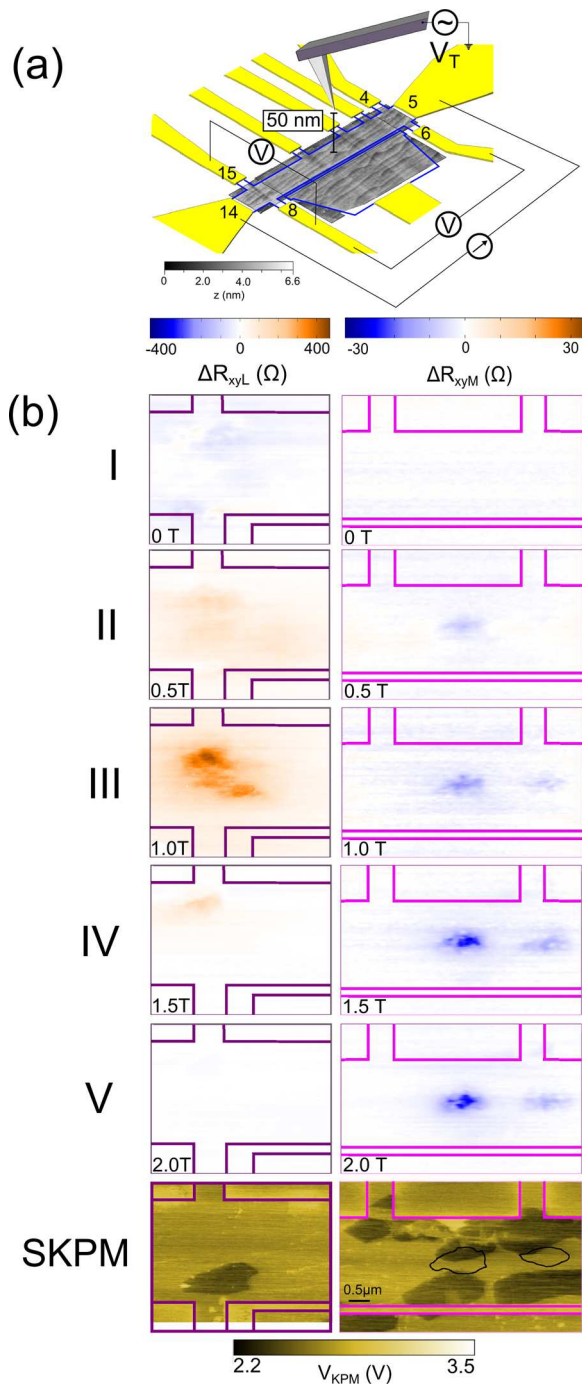 (a)
V_T
50 nm
4
5
6
V
15
14
8
V
0.0 2.0 4.0 6.6
z (nm)
-400 0 400
-30 0 30
ΔR_xyL (Ω)
ΔR_xyM (Ω)
(b)
I
0 T
0 T
II
0.5T
0.5 T
III
1.0T
1.0 T
IV
1.5T
1.5 T
V
2.0T
2.0 T
SKPM
0.5µm
2.2
3.5
V_KPM (V)